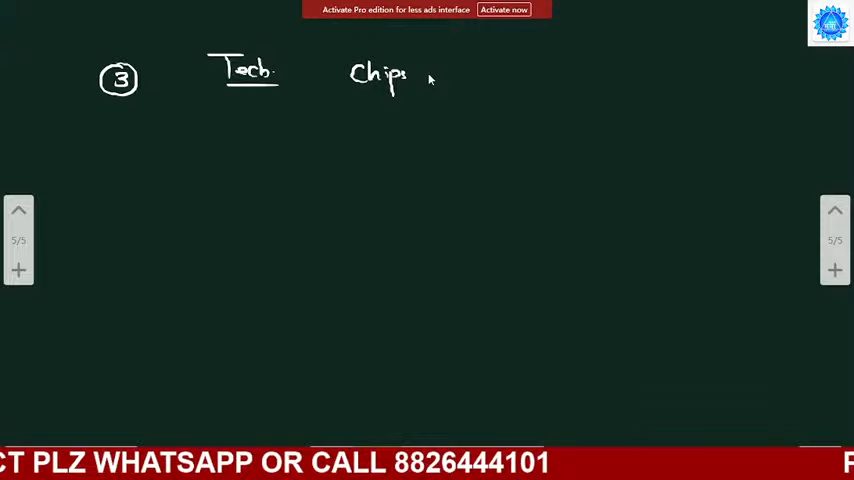 Activate Pro edition for less ads interface Activate now
3 Tech. Chips
5/5 5/5
CT PLZ WHATSAPP OR CALL 8826444101 P